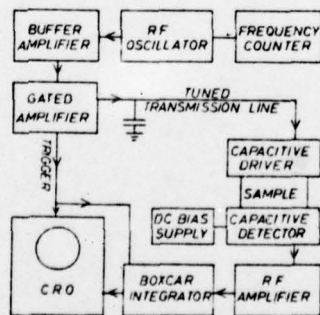 BUFFER
AMPLIFIER
RF
OSCILLATOR
FREQUENCY
COUNTER
GATED
AMPLIFIER
TUNED
TRANSMISSION LINE
TRIGGER
CAPACITIVE
DRIVER
SAMPLE
DC BIAS
SUPPLY
CAPACITIVE
DETECTOR
CRO
BOXCAR
INTEGRATOR
RF
AMPLIFIER